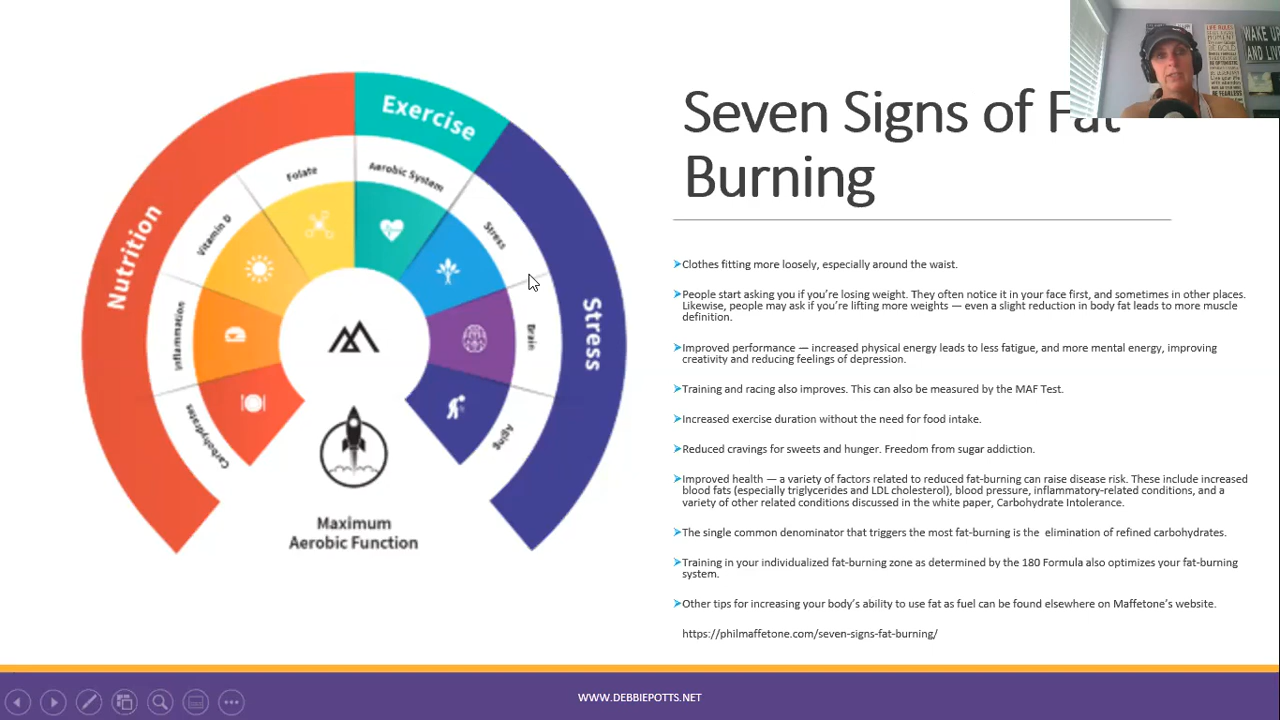 Seven Signs of Fat
Burning
Nutrition
Exercise
Stress
Carbohydrates
Inflammation
Vitamin D
Folate
Aerobic System
Stress
Brain
Aging
Maximum
Aerobic Function
Clothes fitting more loosely, especially around the waist.
People start asking you if you’re losing weight. They often notice it in your face first, and sometimes in other places.
Likewise, people may ask if you’re lifting more weights — even a slight reduction in body fat leads to more muscle
definition.
Improved performance — increased physical energy leads to less fatigue, and more mental energy, improving
creativity and reducing feelings of depression.
Training and racing also improves. This can also be measured by the MAF Test.
Increased exercise duration without the need for food intake.
Reduced cravings for sweets and hunger. Freedom from sugar addiction.
Improved health — a variety of factors related to reduced fat-burning can raise disease risk. These include increased
blood fats (especially triglycerides and LDL cholesterol), blood pressure, inflammatory-related conditions, and a
variety of other related conditions discussed in the white paper, Carbohydrate Intolerance.
The single common denominator that triggers the most fat-burning is the elimination of refined carbohydrates.
Training in your individualized fat-burning zone as determined by the 180 Formula also optimizes your fat-burning
system.
Other tips for increasing your body’s ability to use fat as fuel can be found elsewhere on Maffetone’s website.
https://philmaffetone.com/seven-signs-fat-burning/
WWW.DEBBIEPOTTS.NET
LIFE RULES
WAKE UP
AND LIV